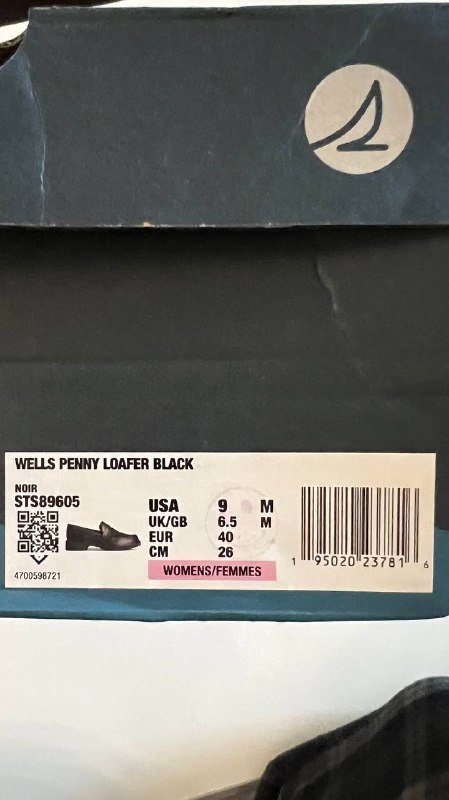 WELLS PENNY LOAFER BLACK
NOIR
STS89605
USA 9 M
UK/GB 6.5 M
EUR 40
CM 26
WOMENS/FEMMES
4700598721
1 95020 23781 6